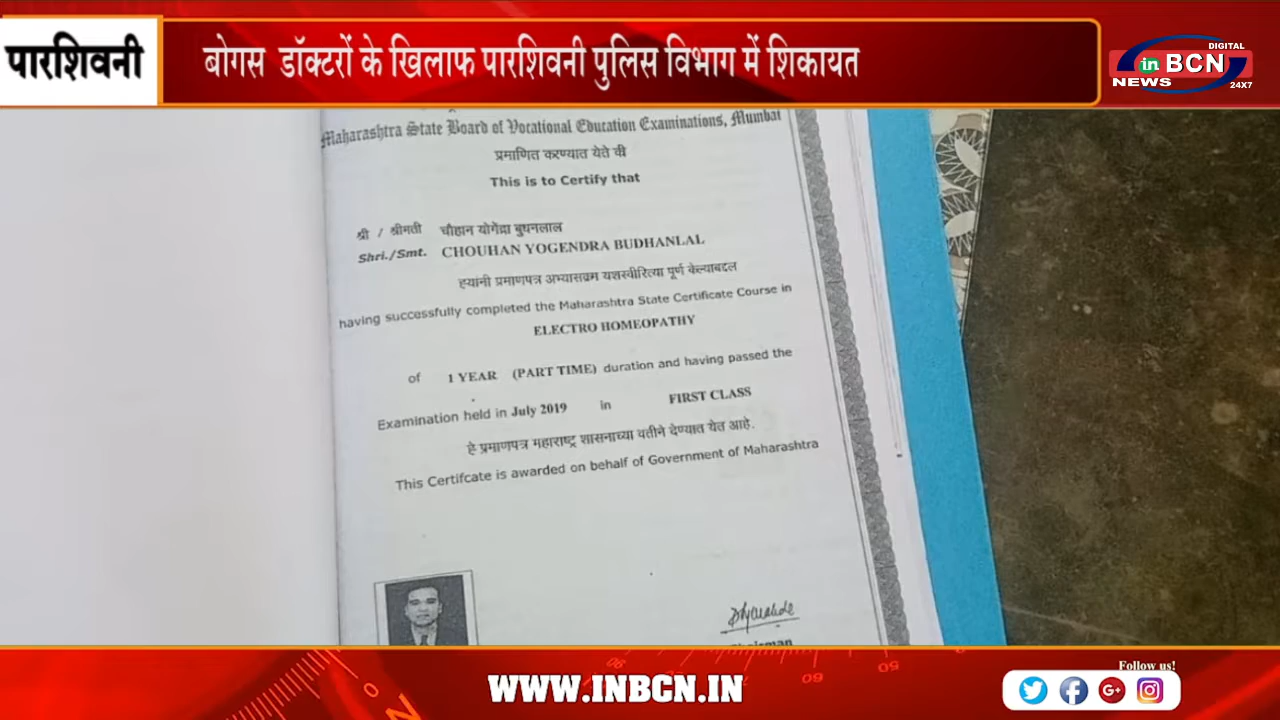 पारशिवनी
बोगस डॉक्टरों के खिलाफ पारशिवनी पुलिस विभाग में शिकायत
DIGITAL
in BCN
NEWS 24X7
Maharashtra State Board of Vocational Education Examinations, Mumbai
प्रमाणित करण्यात येते की
This is to Certify that
श्री / श्रीमती चौहान योगेंद्रा बुधनलाल
Shri./Smt. CHOUHAN YOGENDRA BUDHANLAL
ह्यांनी प्रमाणपत्र अभ्यासक्रम यशस्वीरित्या पूर्ण केल्याबद्दल
having successfully completed the Maharashtra State Certificate Course in
ELECTRO HOMEOPATHY
of 1 YEAR (PART TIME) duration and having passed the
Examination held in July 2019 in FIRST CLASS
हे प्रमाणपत्र महाराष्ट्र शासनाच्या वतीने देण्यात येत आहे.
This Certifcate is awarded on behalf of Government of Maharashtra
WWW.INBCN.IN
Follow us!